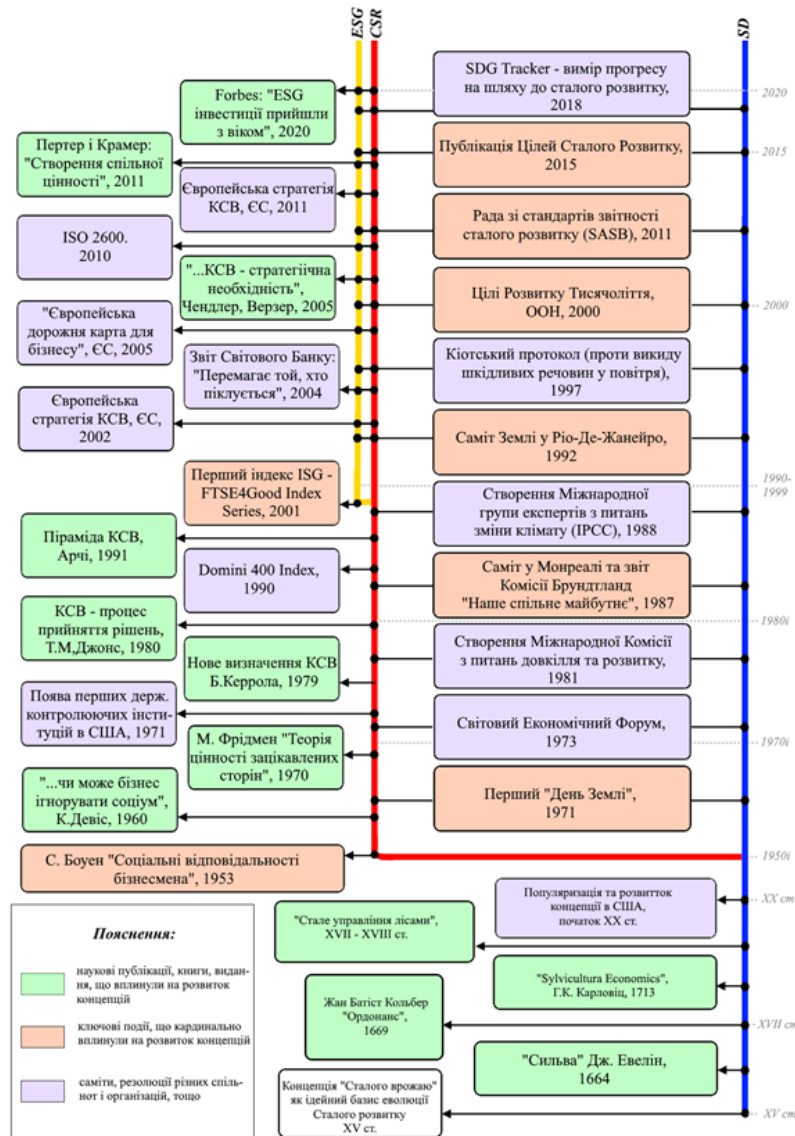 ESG
CSR
SD
Forbes: "ESG
інвестиції прийшли
з віком", 2020
SDG Tracker - вимір прогресу
на шляху до сталого розвитку,
2018
2020
Пертер і Крамер:
"Створення спільної
цінності", 2011
Публікація Цілей Сталого Розвитку,
2015
2015
Європейська стратегія
КСВ, ЄС, 2011
ISO 2600.
2010
Рада зі стандартів звітності
сталого розвитку (SASB), 2011
"...КСВ - стратегіічна
необхідність",
Чендлер, Верзер, 2005
Цілі Розвитку Тисячоліття,
ООН, 2000
2000
"Європейська
дорожня карта для
бізнесу", ЄС, 2005
Звіт Світового Банку:
"Перемагає той, хто
піклується", 2004
Кіотський протокол (проти викиду
шкідливих речовин у повітря),
1997
Європейська
стратегія КСВ, ЄС,
2002
Саміт Землі у Ріо-Де-Жанейро,
1992
Перший індекс ISG -
FTSE4Good Index
Series, 2001
1990-
1999
Створення Міжнародної
групи експертів з питань
зміни клімату (IPCC), 1988
Піраміда КСВ,
Арчі, 1991
Domini 400 Index,
1990
Саміт у Монреалі та звіт
Комісії Брундтланд
"Наше спільне майбутнє", 1987
КСВ - процес
прийняття рішень,
Т.М,Джонс, 1980
1980і
Нове визначення КСВ
Б.Керрола, 1979
Створення Міжнародної Комісії
з питань довкілля та розвитку,
1981
Поява перших держ.
контролюючих інсти-
туцій в США, 1971
Світовий Економічний Форум,
1973
М. Фрідмен "Теорія
цінності зацікавлених
сторін", 1970
1970і
"...чи може бізнес
ігнорувати соціум",
К.Девіс, 1960
Перший "День Землі",
1971
С. Боуен "Соціальні відповідальності
бізнесмена", 1953
1950і
Популяризація та розвитток
концепції в США,
початок XX ст.
XX ст
"Стале управління лісами",
XVII - XVIII ст.
"Sylvicultura Economics",
Г.К. Карловіц, 1713
Жан Батіст Кольбер
"Ордонанс",
1669
XVII ст
"Сильва" Дж. Евелін,
1664
Концепція "Сталого врожаю"
як ідейний базис еволюції
Сталого розвитку
XV ст.
XV ст
Пояснення:
наукові публікації, книги, видан-
ня, що вплинули на розвиток
концепцій
ключові події, що кардинально
вплинули на розвиток концепцій
саміти, резолюції різних спіль-
нот і організацій, тощо